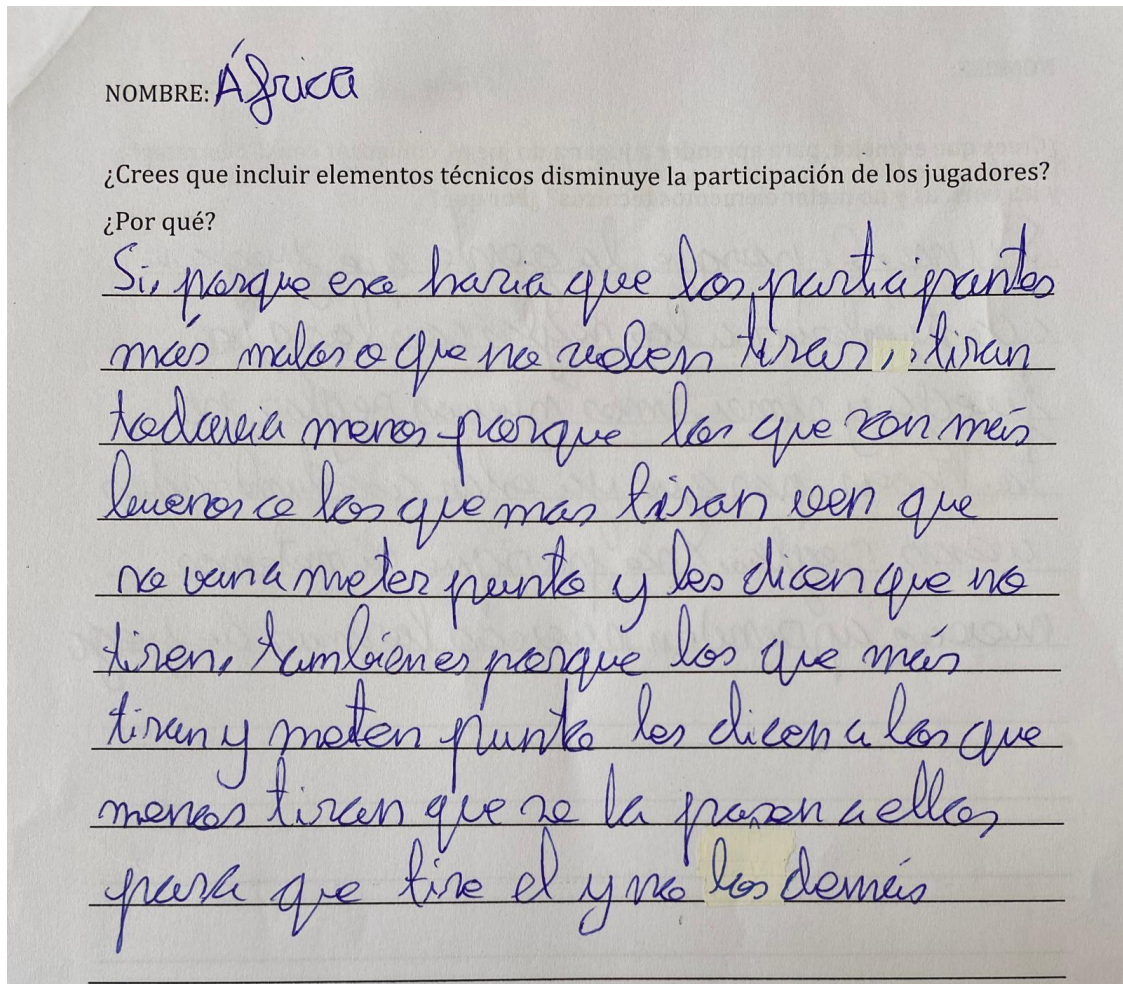 NOMBRE: África
¿Crees que incluir elementos técnicos disminuye la participación de los jugadores?
¿Por qué?
Si, porque eso haria que los participantes
más malos o que no suelen tirar, tiran
todavia menos porque los que son más
buenos o los que mas tiran ven que
no van a meter punto y les dicen que no
tiren, también es porque los que más
tiran y meten punto les dicen a los que
menos tiran que se la pasen a ellos
para que tire el y no los demás